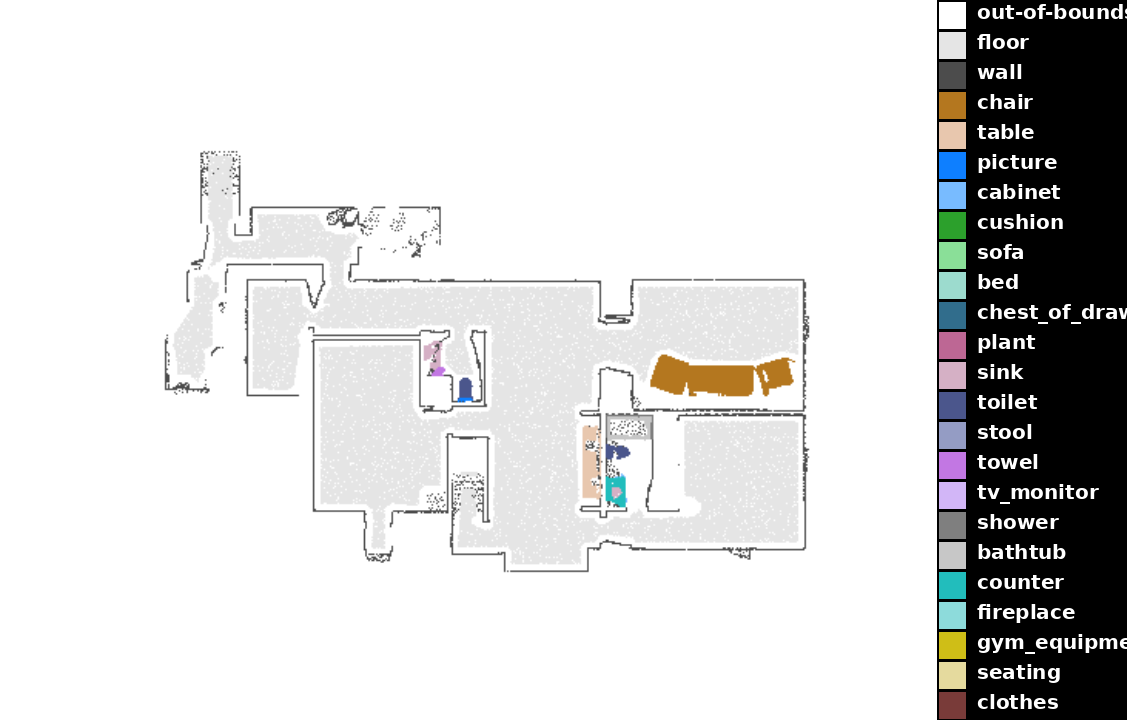 out-of-bounds
floor
wall
chair
table
picture
cabinet
cushion
sofa
bed
chest_of_draw
plant
sink
toilet
stool
towel
tv_monitor
shower
bathtub
counter
fireplace
gym_equipme
seating
clothes